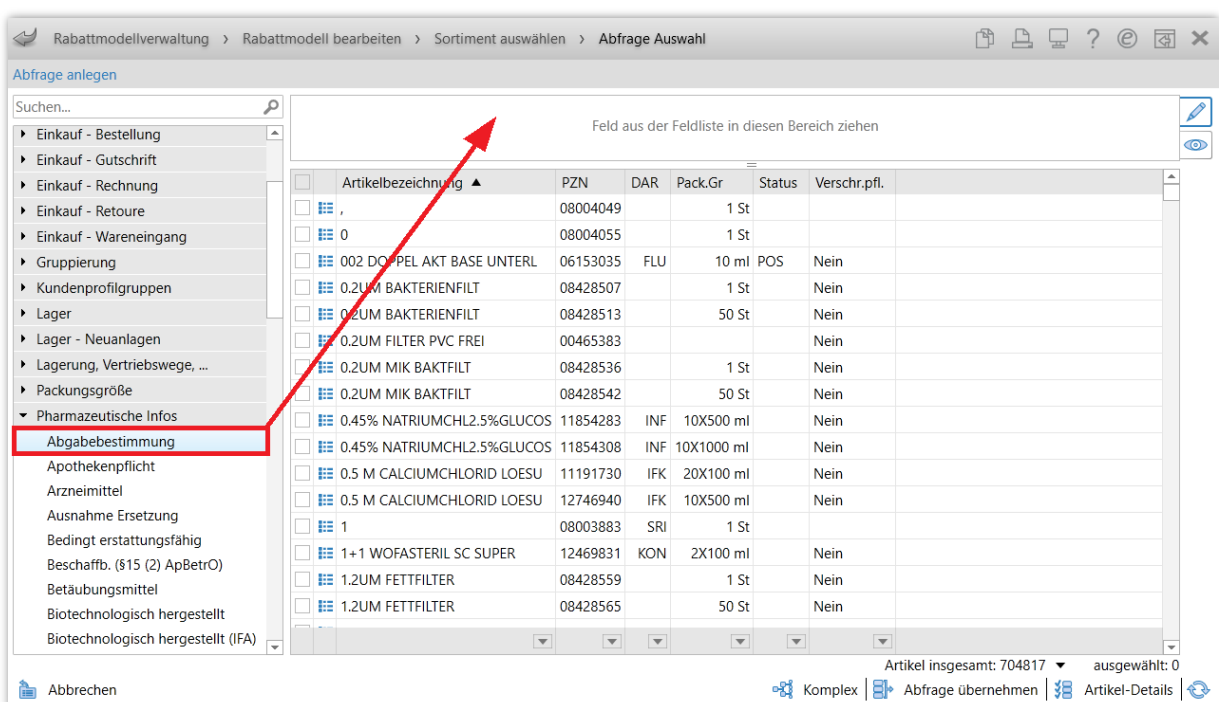 Rabattmodellverwaltung › Rabattmodell bearbeiten › Sortiment auswählen › Abfrage Auswahl
Abfrage anlegen
Suchen...
Einkauf - Bestellung
Einkauf - Gutschrift
Einkauf - Rechnung
Einkauf - Retoure
Einkauf - Wareneingang
Gruppierung
Kundenprofilgruppen
Lager
Lager - Neuanlagen
Lagerung, Vertriebswege, ...
Packungsgröße
Pharmazeutische Infos
Abgabebestimmung
Apothekenpflicht
Arzneimittel
Ausnahme Ersetzung
Bedingt erstattungsfähig
Beschaffb. (§15 (2) ApBetrO)
Betäubungsmittel
Biotechnologisch hergestellt
Biotechnologisch hergestellt (IFA)
Feld aus der Feldliste in diesen Bereich ziehen
Artikelbezeichnung ▲ PZN DAR Pack.Gr Status Verschr.pfl.
, 08004049 1 St
0 08004055 1 St
002 DOPPEL AKT BASE UNTERL 06153035 FLU 10 ml POS Nein
0.2UM BAKTERIENFILT 08428507 1 St Nein
0.2UM BAKTERIENFILT 08428513 50 St Nein
0.2UM FILTER PVC FREI 00465383 Nein
0.2UM MIK BAKTFILT 08428536 1 St Nein
0.2UM MIK BAKTFILT 08428542 50 St Nein
0.45% NATRIUMCHL2.5%GLUCOS 11854283 INF 10X500 ml Nein
0.45% NATRIUMCHL2.5%GLUCOS 11854308 INF 10X1000 ml Nein
0.5 M CALCIUMCHLORID LOESU 11191730 IFK 20X100 ml Nein
0.5 M CALCIUMCHLORID LOESU 12746940 IFK 10X500 ml Nein
1 08003883 SRI 1 St
1+1 WOFASTERIL SC SUPER 12469831 KON 2X100 ml Nein
1.2UM FETTFILTER 08428559 1 St Nein
1.2UM FETTFILTER 08428565 50 St Nein
Artikel insgesamt: 704817 ▼ ausgewählt: 0
Abbrechen Komplex Abfrage übernehmen Artikel-Details